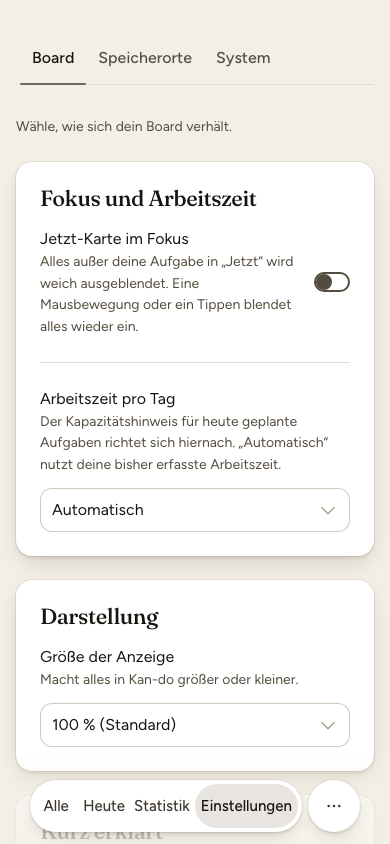 Board Speicherorte System
Wähle, wie sich dein Board verhält.
Fokus und Arbeitszeit
Jetzt-Karte im Fokus
Alles außer deine Aufgabe in „Jetzt“ wird
weich ausgeblendet. Eine
Mausbewegung oder ein Tippen blendet
alles wieder ein.
Arbeitszeit pro Tag
Der Kapazitätshinweis für heute geplante
Aufgaben richtet sich hiernach. „Automatisch“
nutzt deine bisher erfasste Arbeitszeit.
Automatisch
Darstellung
Größe der Anzeige
Macht alles in Kan-do größer oder kleiner.
100 % (Standard)
Alle Heute Statistik Einstellungen
Kurz erklärt